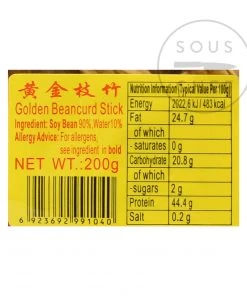 SOUS
黄金枝竹
Golden Beancurd Stick
Ingredient: Soy Bean 90%, Water10%
Allergy Advice: For allergens,
see ingredient in bold
NET WT.:200g
6 923692 991040
Nutrition Information (Typical Value Per 100g)
Energy 2022.6 kJ / 483 kcal
Fat 24.7 g
of which
- saturates 0 g
Carbohydrate 20.8 g
of which
-sugars 2 g
Protein 44.4 g
Salt 0.2 g